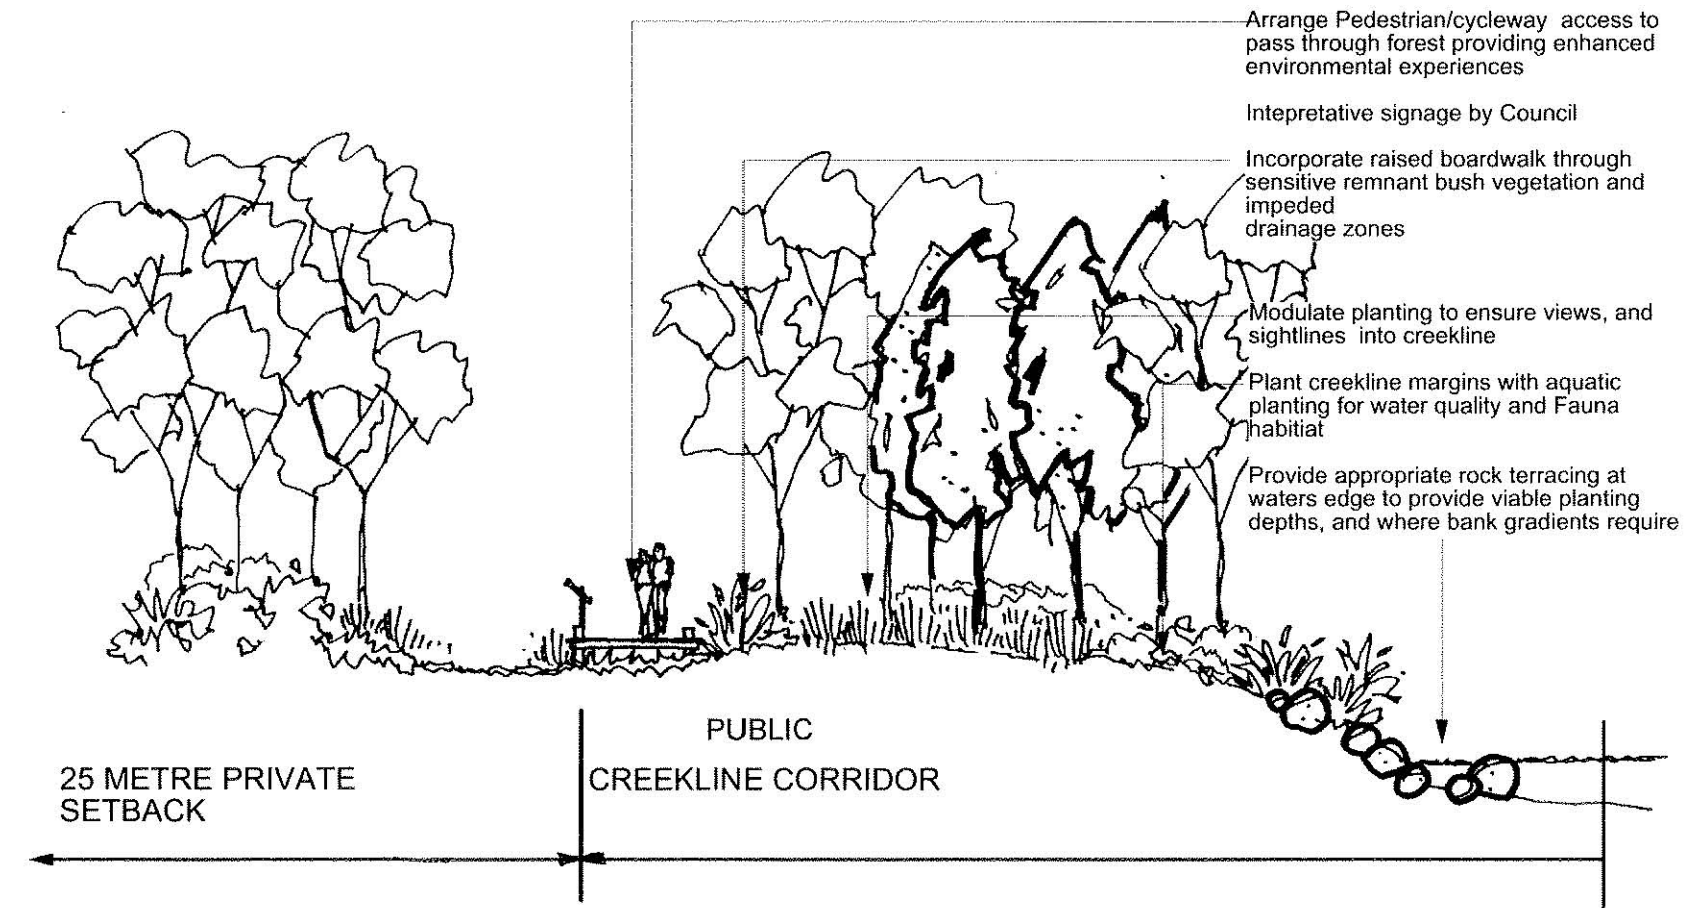 Arrange Pedestrian/cycleway access to
pass through forest providing enhanced
environmental experiences
Intepretative signage by Council
Incorporate raised boardwalk through
sensitive remnant bush vegetation and
impeded
drainage zones
Modulate planting to ensure views, and
sightlines into creekline
Plant creekline margins with aquatic
planting for water quality and Fauna
habitiat
Provide appropriate rock terracing at
waters edge to provide viable planting
depths, and where bank gradients require
PUBLIC
CREEKLINE CORRIDOR
25 METRE PRIVATE
SETBACK